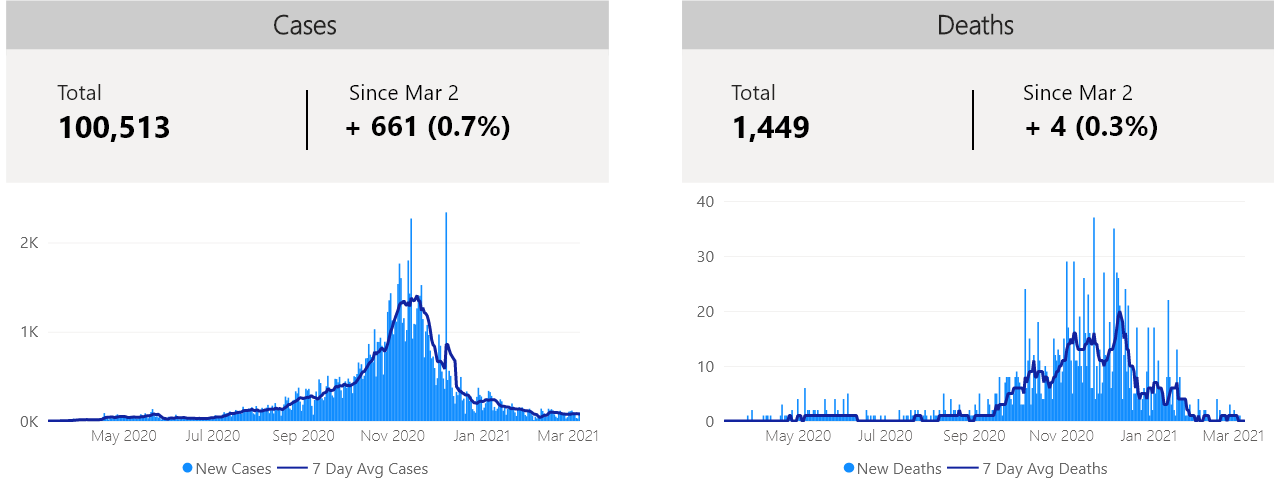 Cases
Total
100,513
Since Mar 2
+ 661 (0.7%)
2K
1K
0K
May 2020 Jul 2020 Sep 2020 Nov 2020 Jan 2021 Mar 2021
New Cases 7 Day Avg Cases
Deaths
Total
1,449
Since Mar 2
+ 4 (0.3%)
40
30
20
10
0
May 2020 Jul 2020 Sep 2020 Nov 2020 Jan 2021 Mar 2021
New Deaths 7 Day Avg Deaths